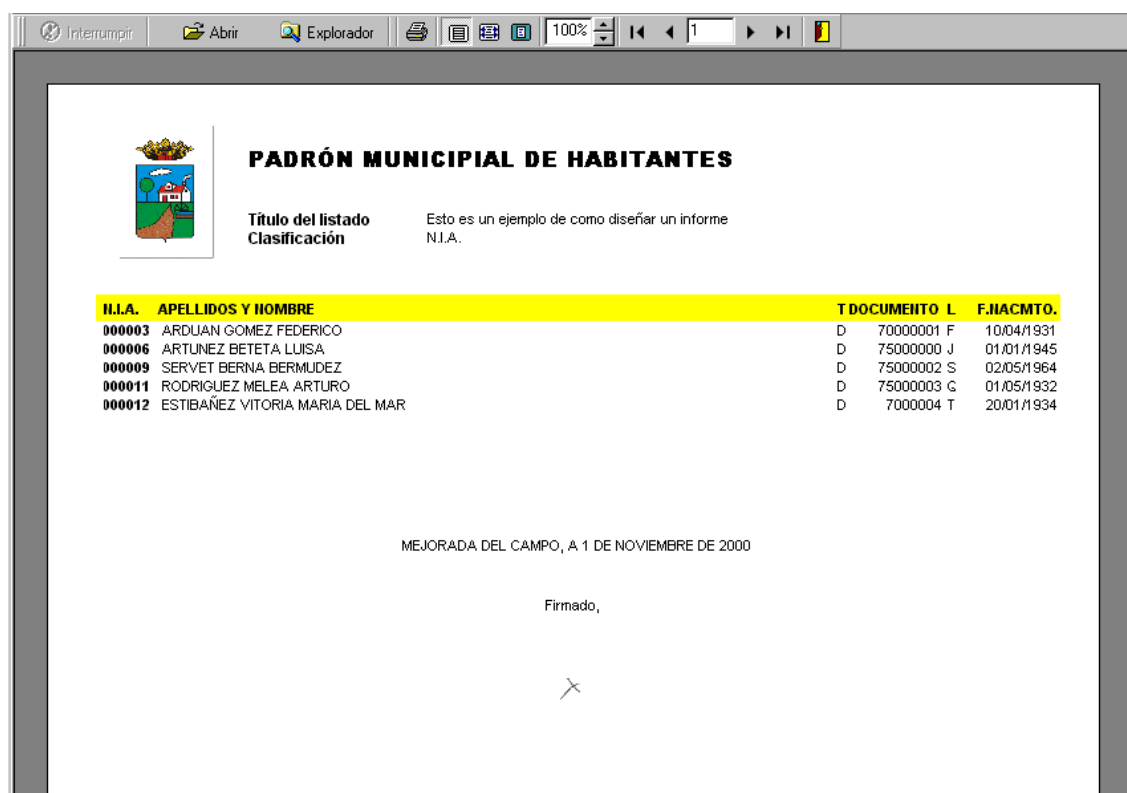 Interrumpir Abrir Explorador 100% 1
PADRÓN MUNICIPIAL DE HABITANTES
Título del listado Esto es un ejemplo de como diseñar un informe
Clasificación N.I.A.
N.I.A. APELLIDOS Y NOMBRE T DOCUMENTO L F.NACMTO.
000003 ARDUAN GOMEZ FEDERICO D 70000001 F 10/04/1931
000006 ARTUNEZ BETETA LUISA D 75000000 J 01/01/1945
000009 SERVET BERNA BERMUDEZ D 75000002 S 02/05/1964
000011 RODRIGUEZ MELEA ARTURO D 75000003 G 01/05/1932
000012 ESTIBAÑEZ VITORIA MARIA DEL MAR D 7000004 T 20/01/1934
MEJORADA DEL CAMPO, A 1 DE NOVIEMBRE DE 2000
Firmado,